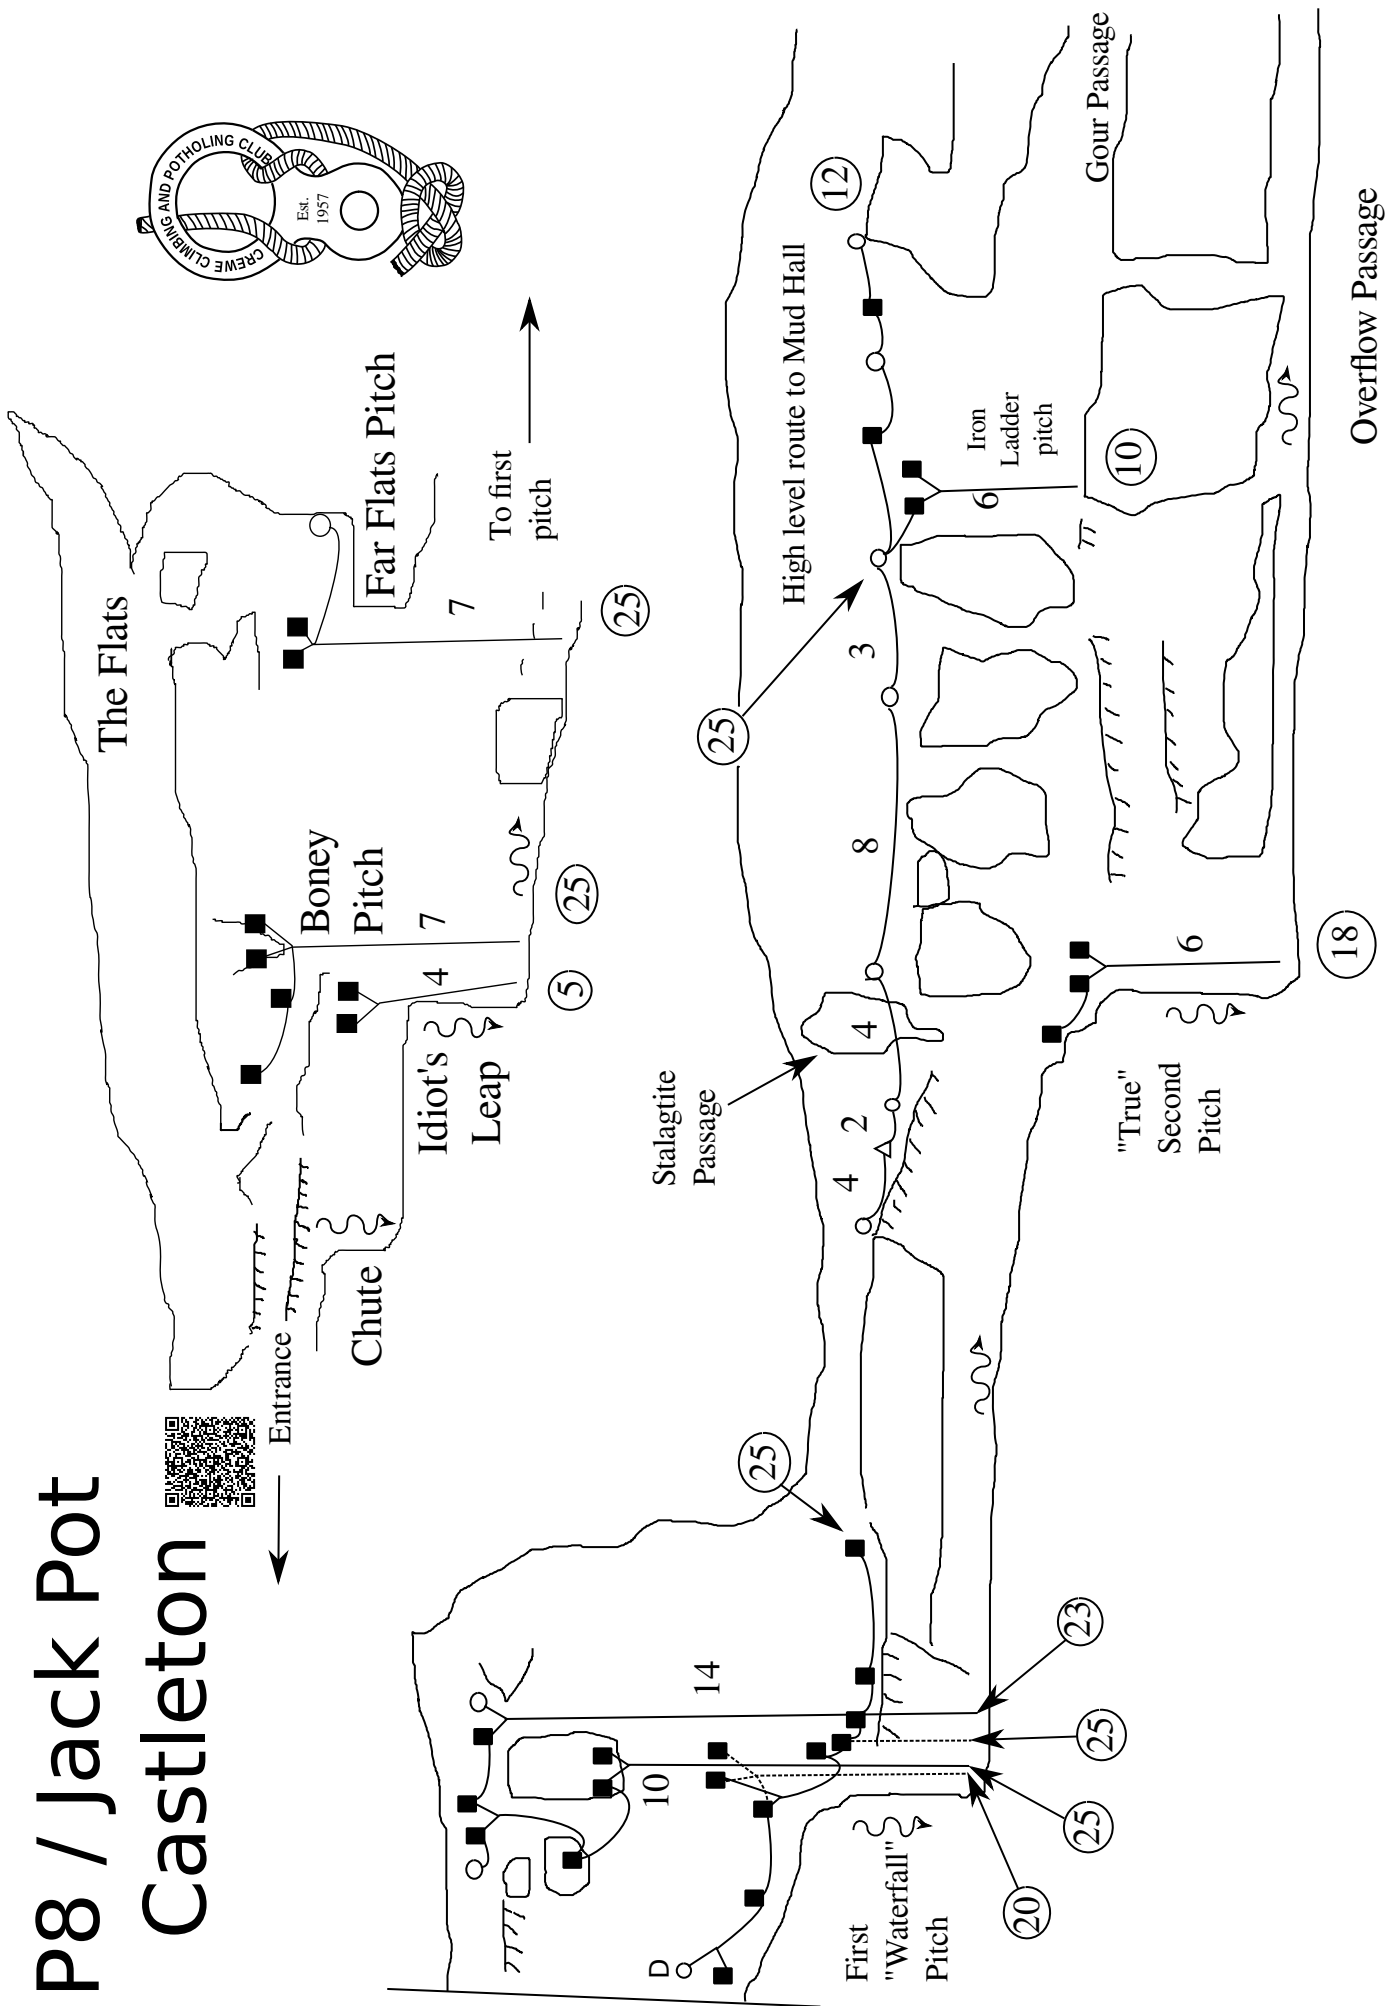 P8 / Jack Pot
Castleton
CREWE CLIMBING AND POTHOLING CLUB
Est.
1957
Entrance
The Flats
Chute
Idiot's
Leap
4
5
Boney
Pitch
7
25
Far Flats Pitch
7
25
To first
pitch
D
First
"Waterfall"
Pitch
10
14
20
25
25
23
25
Stalagtite
Passage
4
2
4
8
3
25
High level route to Mud Hall
12
Iron
Ladder
pitch
6
10
"True"
Second
Pitch
6
18
Gour Passage
Overflow Passage